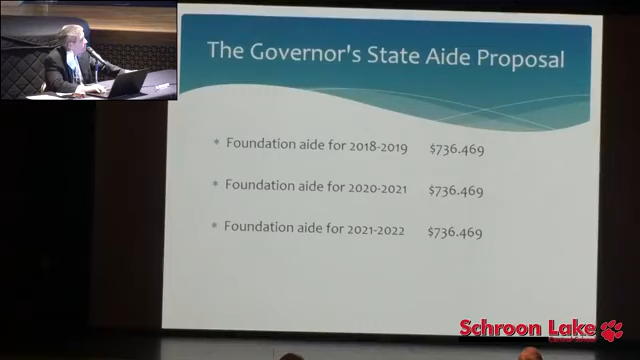 The Governor's State Aide Proposal
* Foundation aide for 2018-2019 $736.469
* Foundation aide for 2020-2021 $736.469
* Foundation aide for 2021-2022 $736.469
Schroon Lake